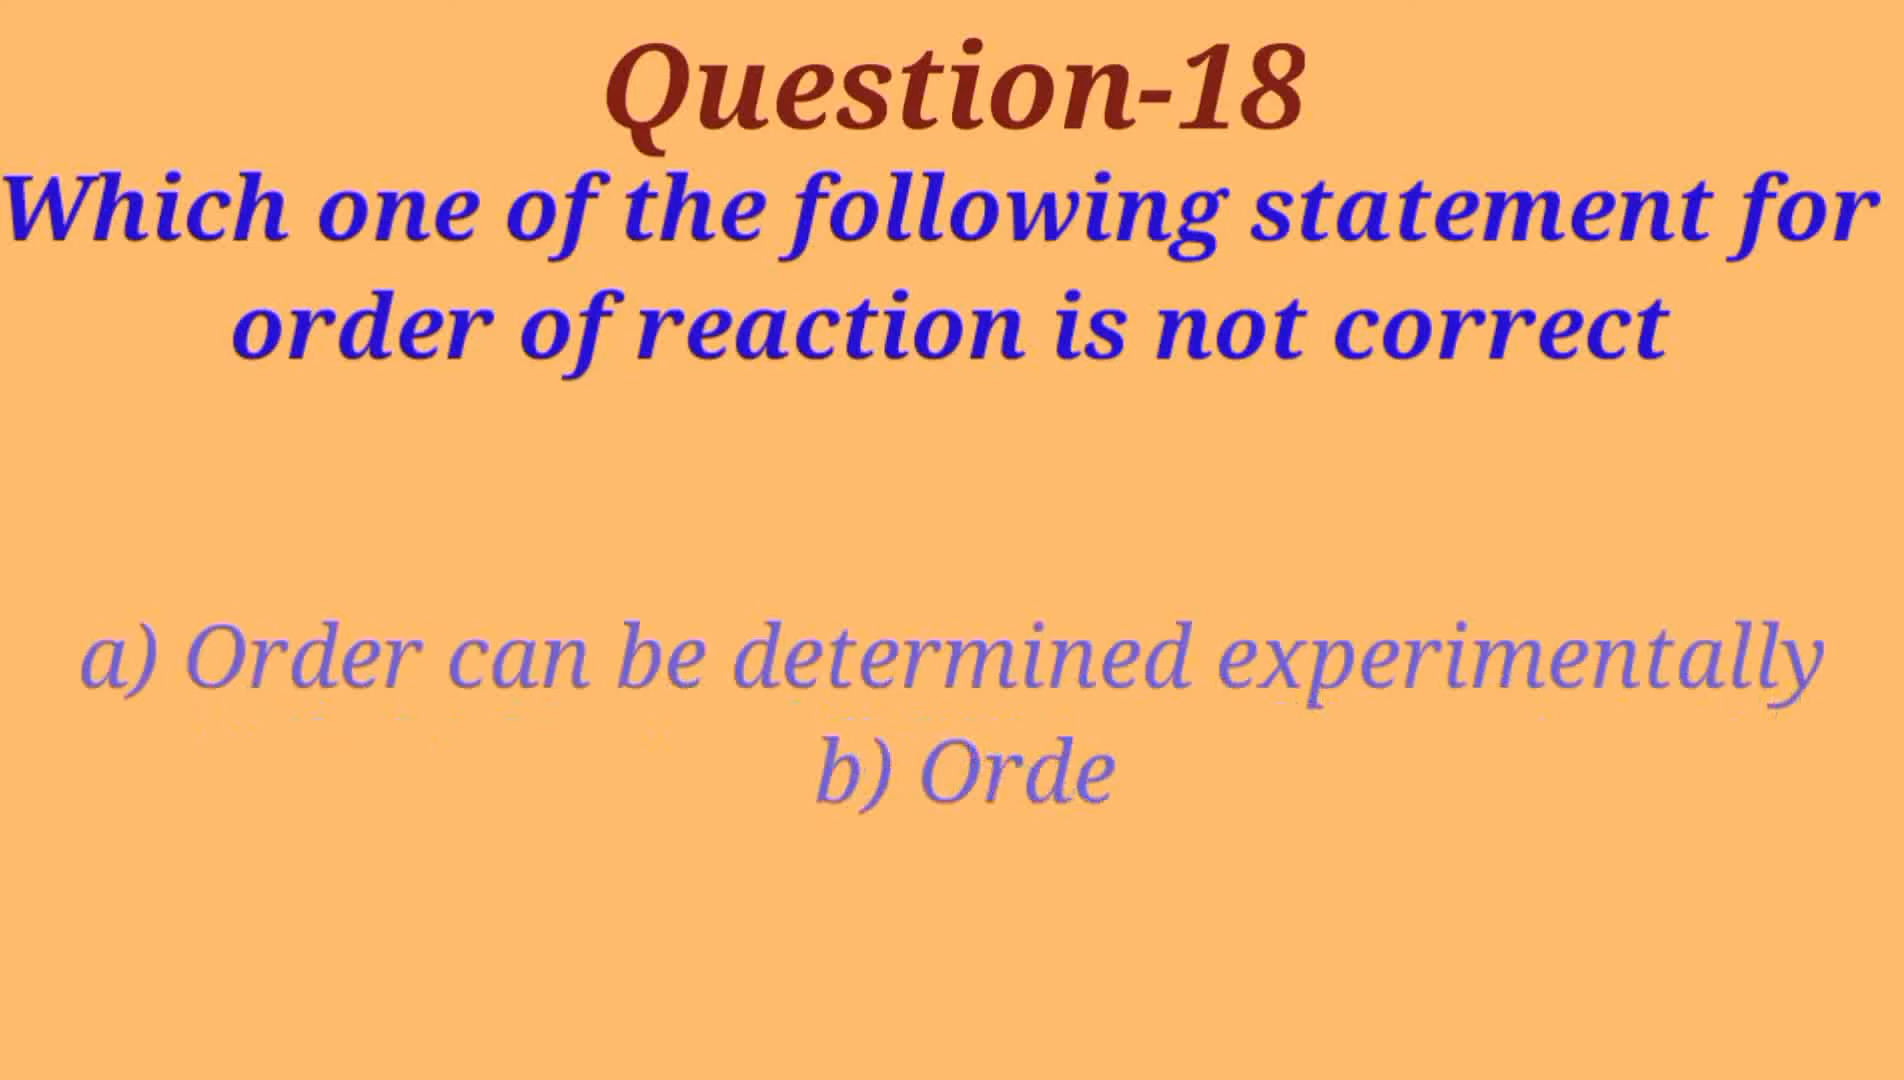 Question-18
Which one of the following statement for
order of reaction is not correct
a) Order can be determined experimentally
b) Orde